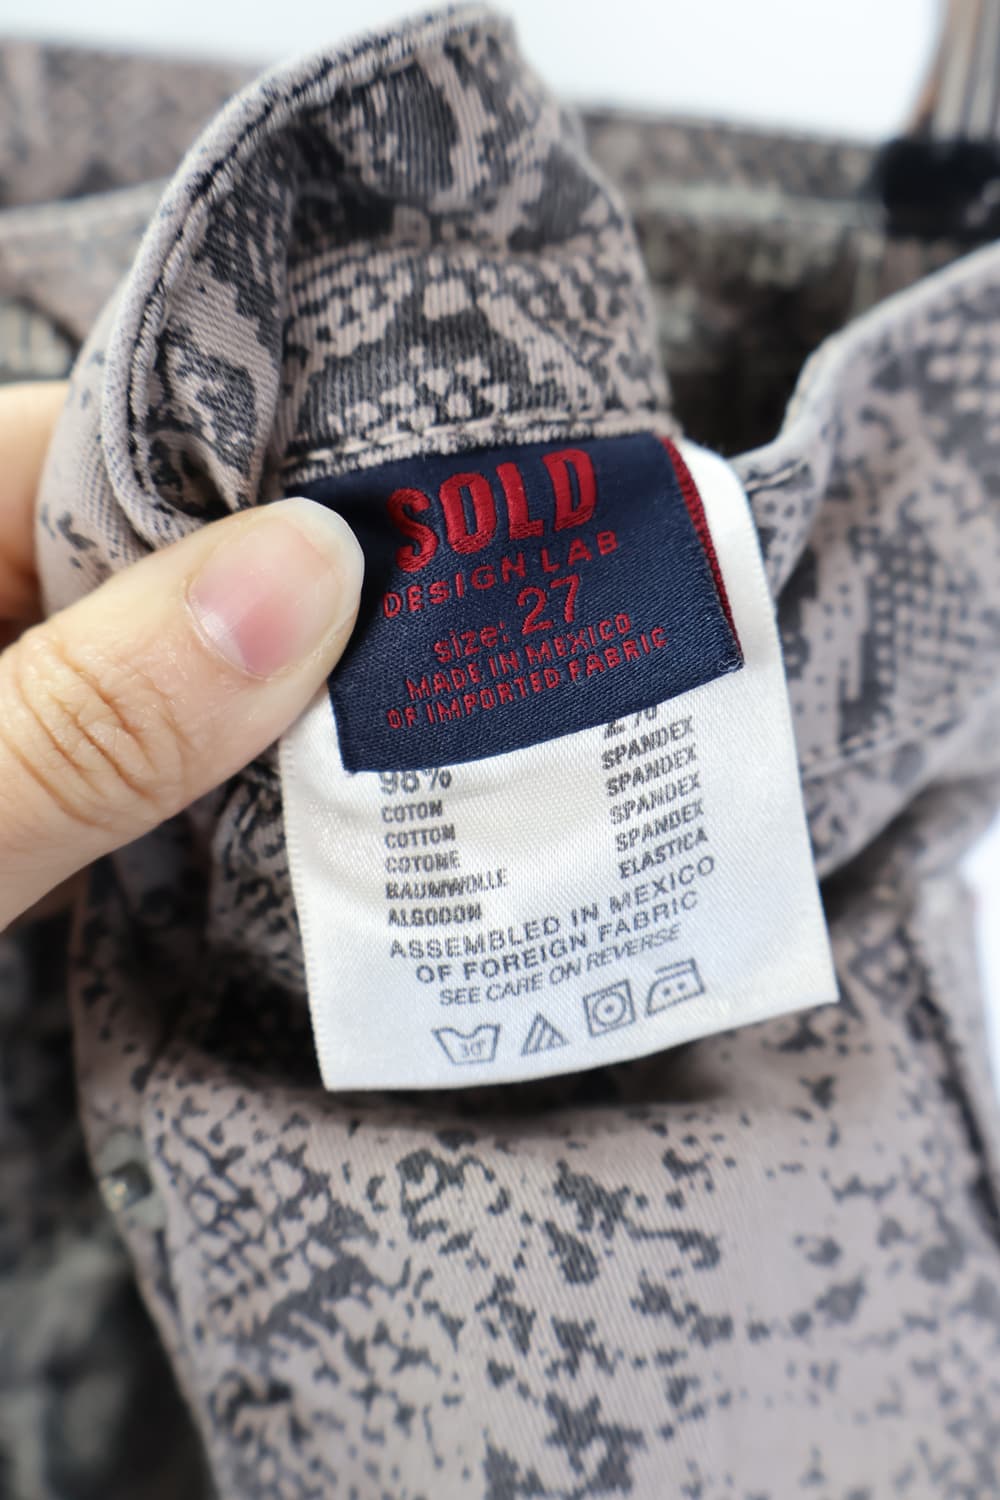 SOLD
DESIGN LAB
size: 27
MADE IN MEXICO
OF IMPORTED FABRIC
98% 2%
COTON SPANDEX
COTTON SPANDEX
COTONE SPANDEX
BAUMWOLLE SPANDEX
ALGODON ELASTICA
ASSEMBLED IN MEXICO
OF FOREIGN FABRIC
SEE CARE ON REVERSE
30°